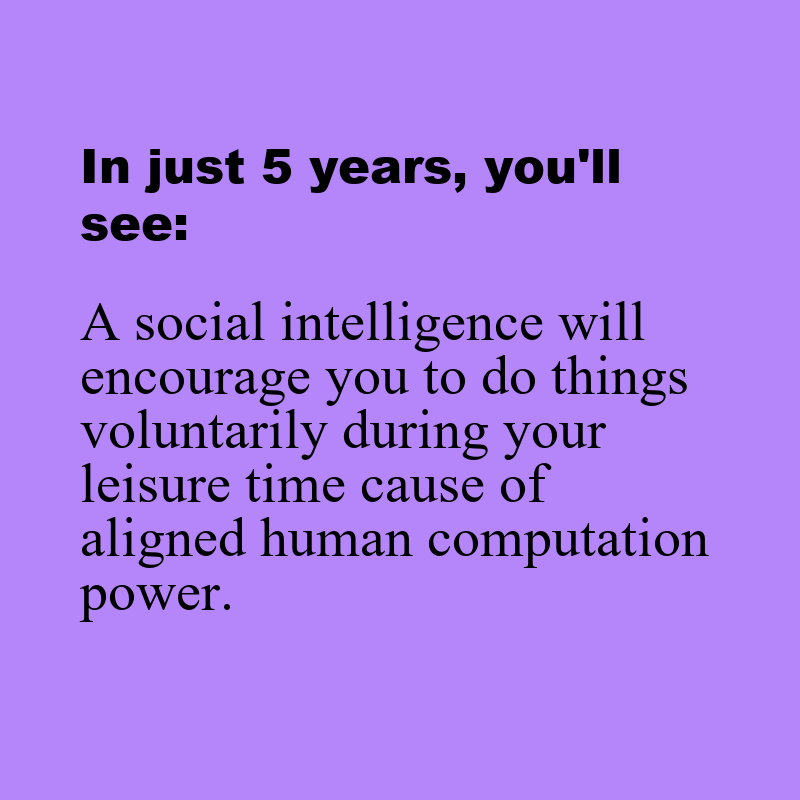 In just 5 years, you'll
see:
A social intelligence will
encourage you to do things
voluntarily during your
leisure time cause of
aligned human computation
power.